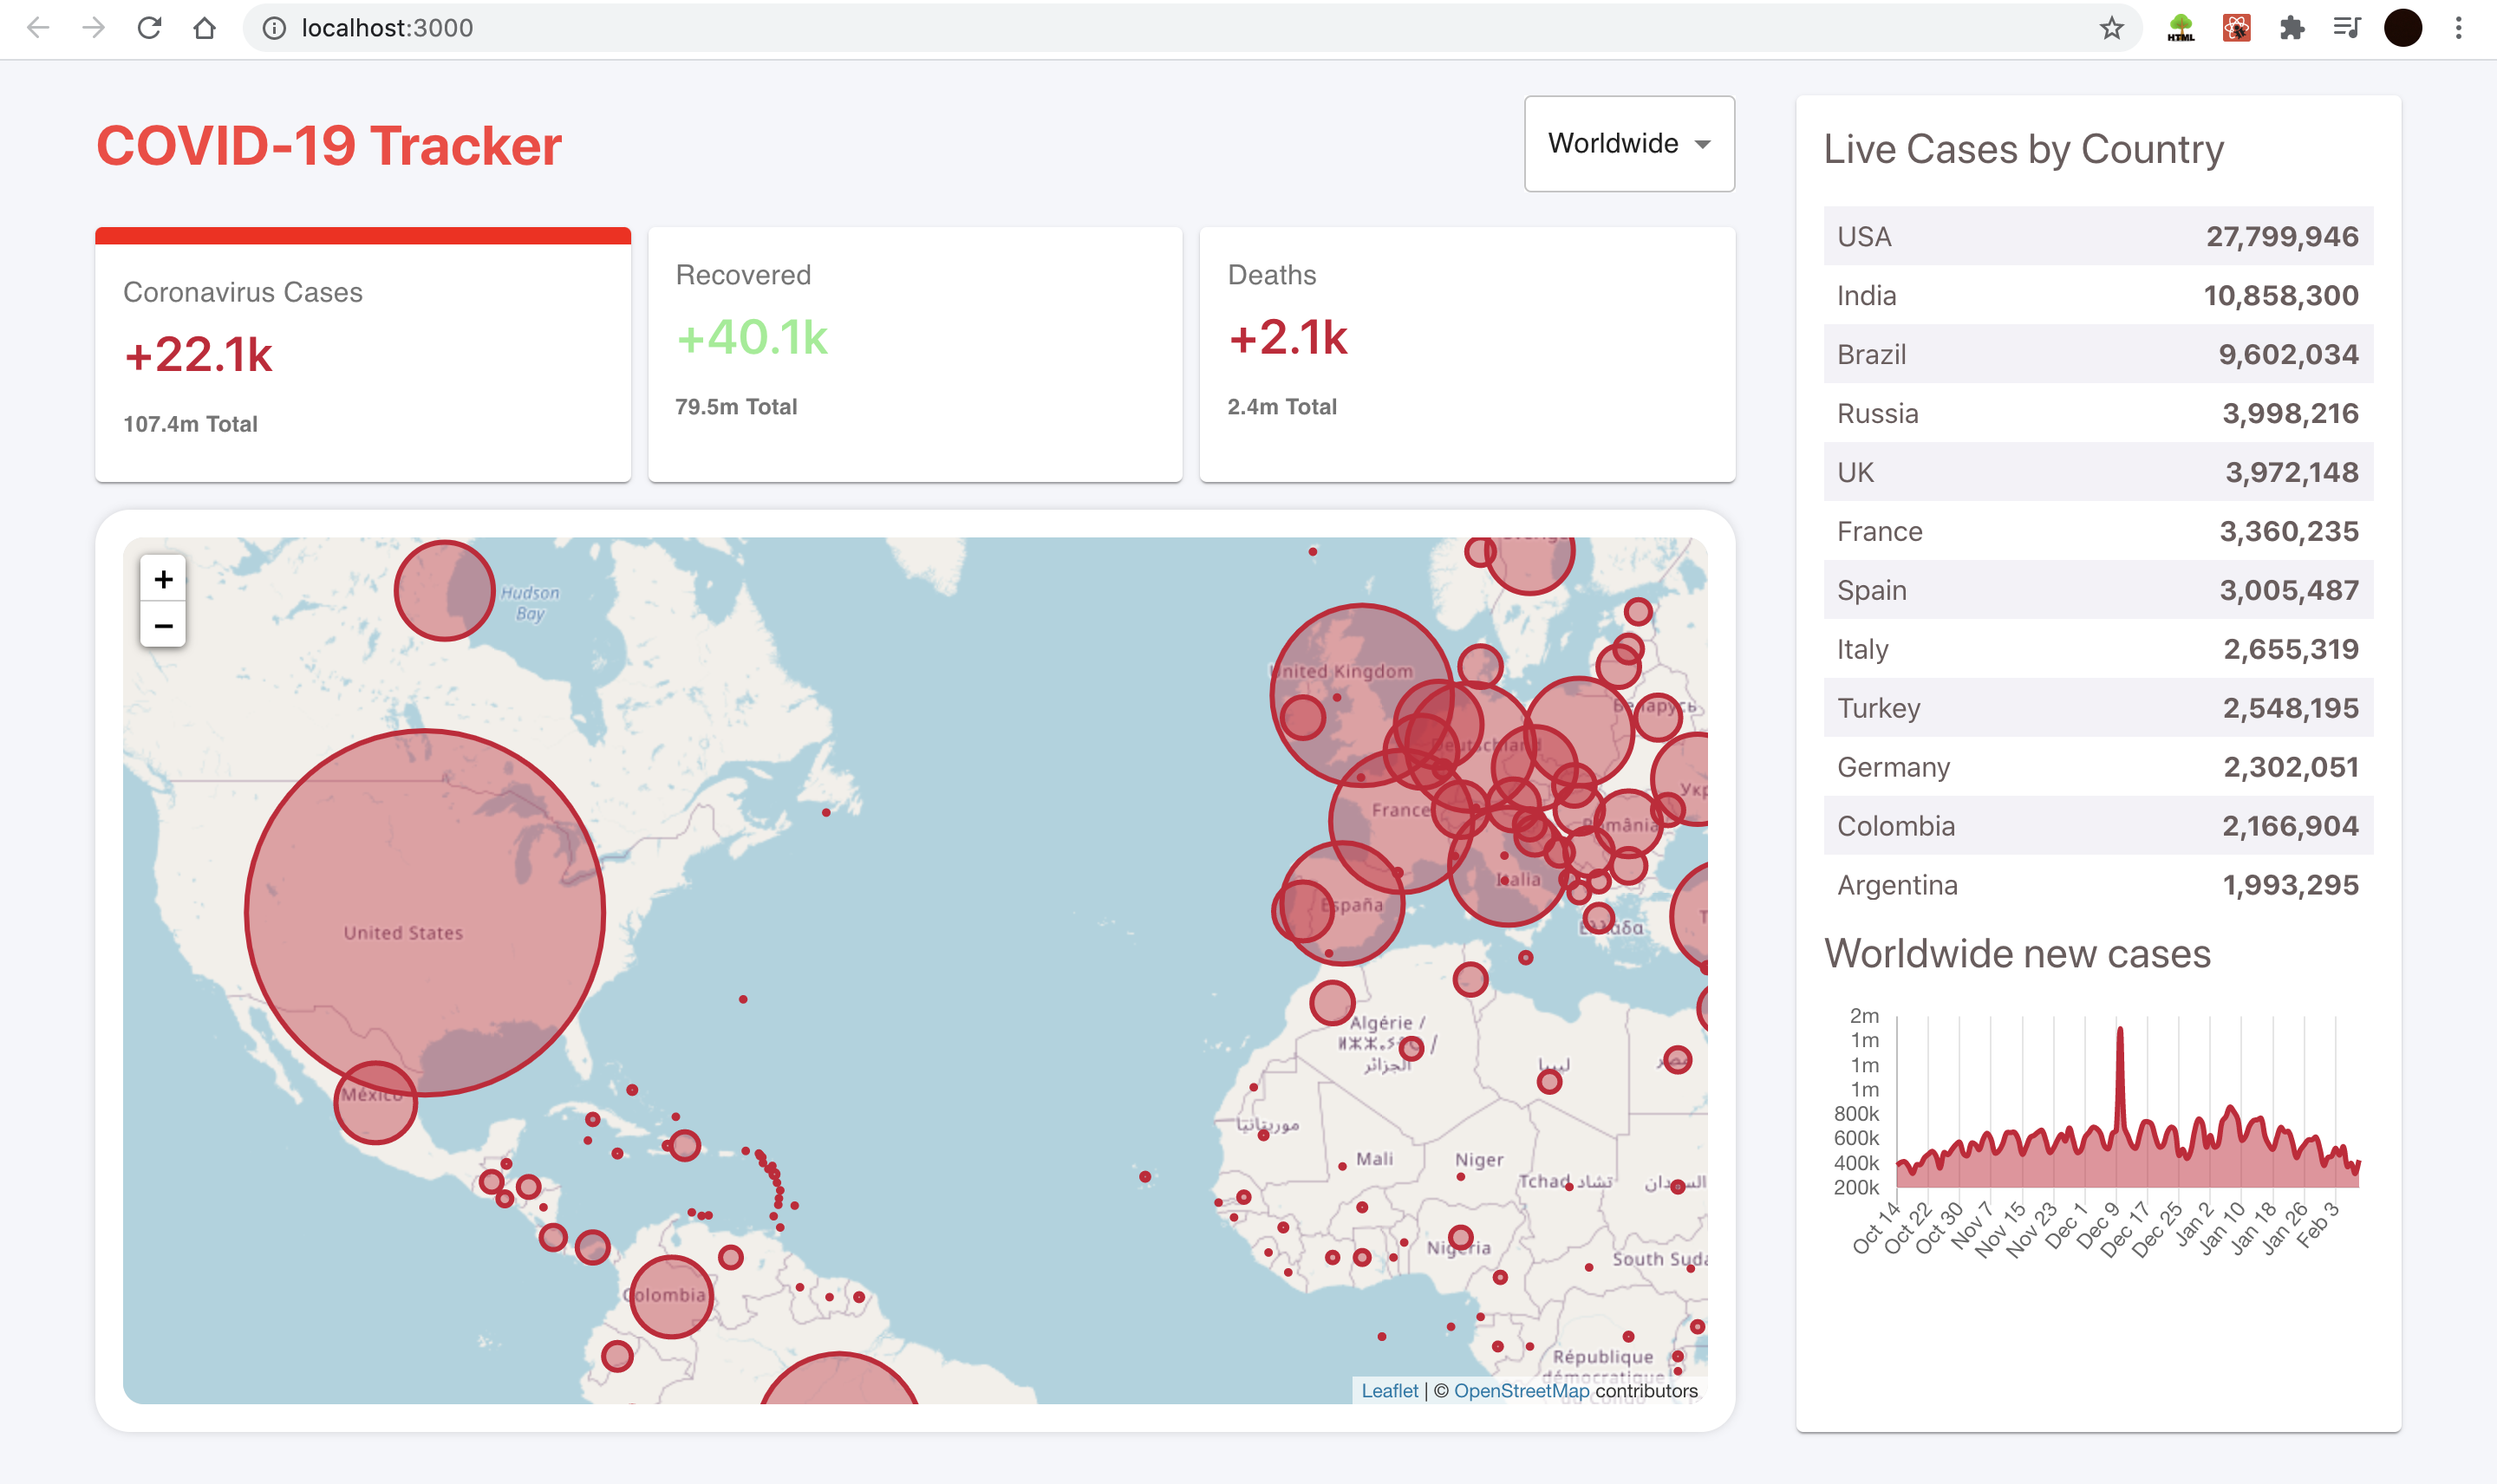 localhost:3000
HTML
COVID-19 Tracker
Worldwide
Coronavirus Cases
+22.1k
107.4m Total
Recovered
+40.1k
79.5m Total
Deaths
+2.1k
2.4m Total
+
−
Hudson
Bay
United Kingdom
Беларусь
Deutschland
France
România
Italia
España
Ελλάδα
United States
México
Algérie /
الجزائر
ليبيا
مصر
موريتانيا
Mali
Niger
Tchad تشاد
السودان
Nigeria
South Suda
Colombia
République
démocratique
du Congo
Leaflet | © OpenStreetMap contributors
Live Cases by Country
USA 27,799,946
India 10,858,300
Brazil 9,602,034
Russia 3,998,216
UK 3,972,148
France 3,360,235
Spain 3,005,487
Italy 2,655,319
Turkey 2,548,195
Germany 2,302,051
Colombia 2,166,904
Argentina 1,993,295
Worldwide new cases
2m
1m
1m
1m
800k
600k
400k
200k
Oct 14
Oct 22
Oct 30
Nov 7
Nov 15
Nov 23
Dec 1
Dec 9
Dec 17
Dec 25
Jan 2
Jan 10
Jan 18
Jan 26
Feb 3